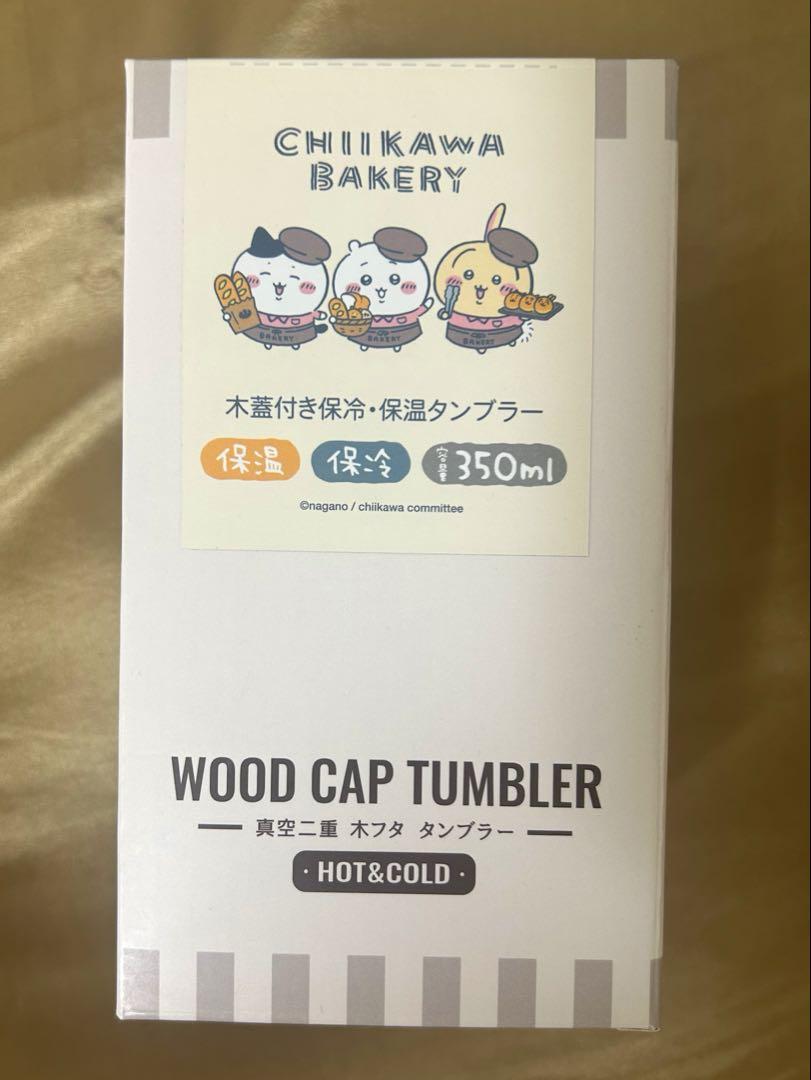 CHIIKAWA
BAKERY
BAKERY BAKERY BAKERY
木蓋付き保冷・保温タンブラー
保温 保冷 容量350ml
©nagano / chiikawa committee
WOOD CAP TUMBLER
真空二重 木フタ タンブラー
・HOT&COLD・